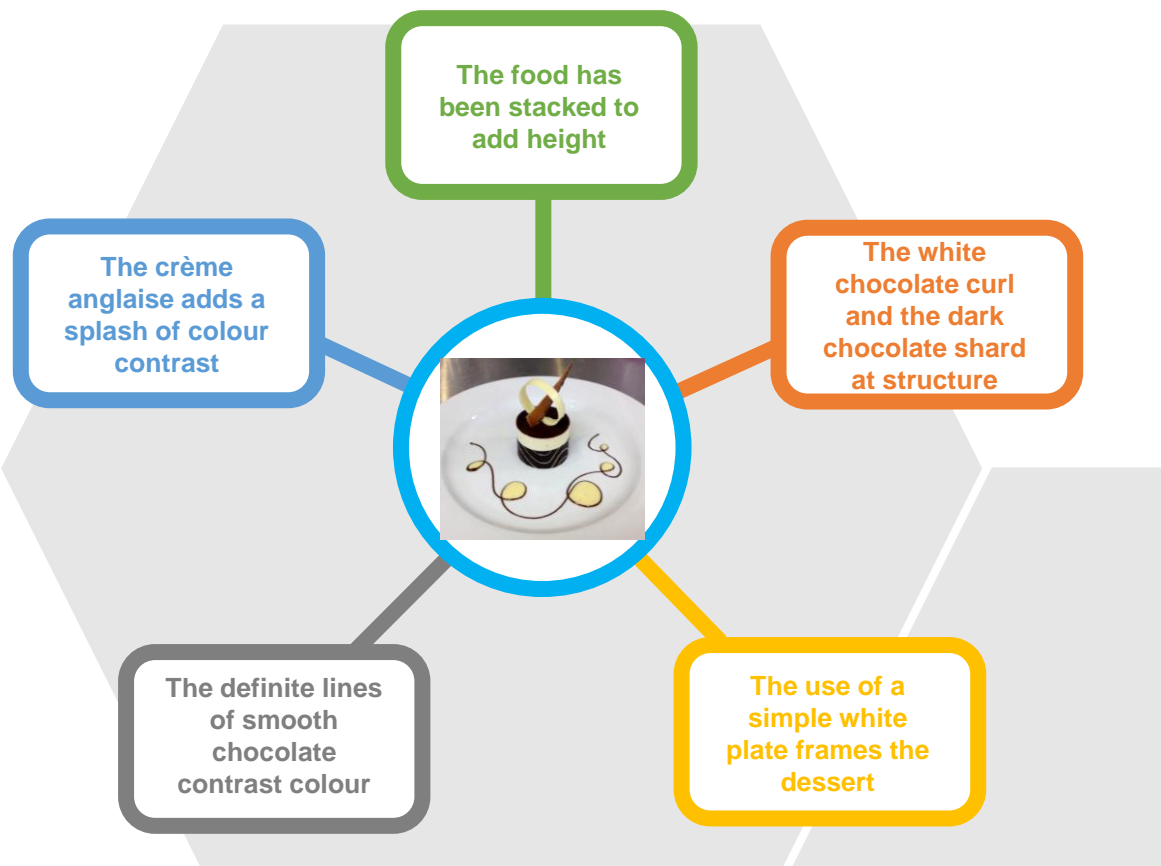 The food has
been stacked to
add height
The crème
anglaise adds a
splash of colour
contrast
The white
chocolate curl
and the dark
chocolate shard
at structure
The definite lines
of smooth
chocolate
contrast colour
The use of a
simple white
plate frames the
dessert